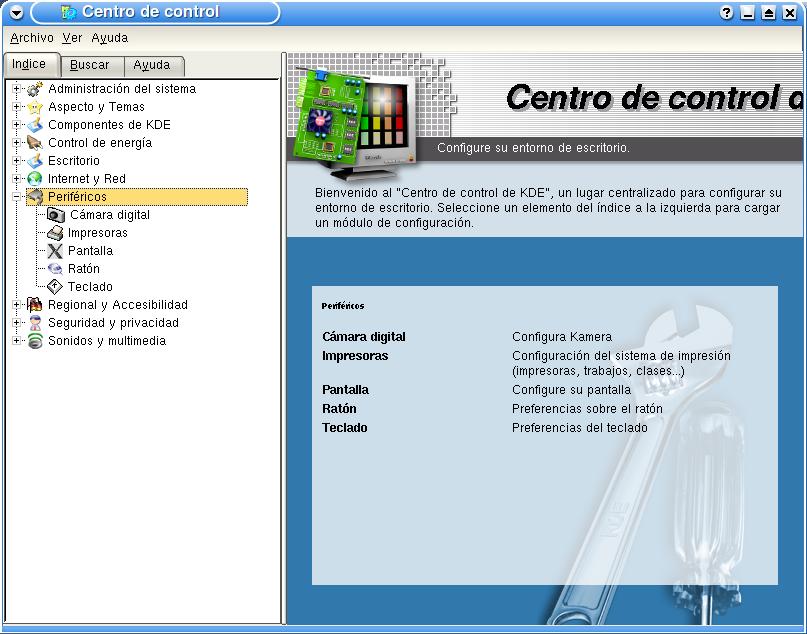 Centro de control
Archivo Ver Ayuda
Indice Buscar Ayuda
Administración del sistema
Aspecto y Temas
Componentes de KDE
Control de energía
Escritorio
Internet y Red
Periféricos
Cámara digital
Impresoras
Pantalla
Ratón
Teclado
Regional y Accesibilidad
Seguridad y privacidad
Sonidos y multimedia
Centro de control d
Configure su entorno de escritorio.
Bienvenido al "Centro de control de KDE", un lugar centralizado para configurar su
entorno de escritorio. Seleccione un elemento del índice a la izquierda para cargar
un módulo de configuración.
Periféricos
Cámara digital Configura Kamera
Impresoras Configuración del sistema de impresión
(impresoras, trabajos, clases...)
Pantalla Configure su pantalla
Ratón Preferencias sobre el ratón
Teclado Preferencias del teclado
KDE